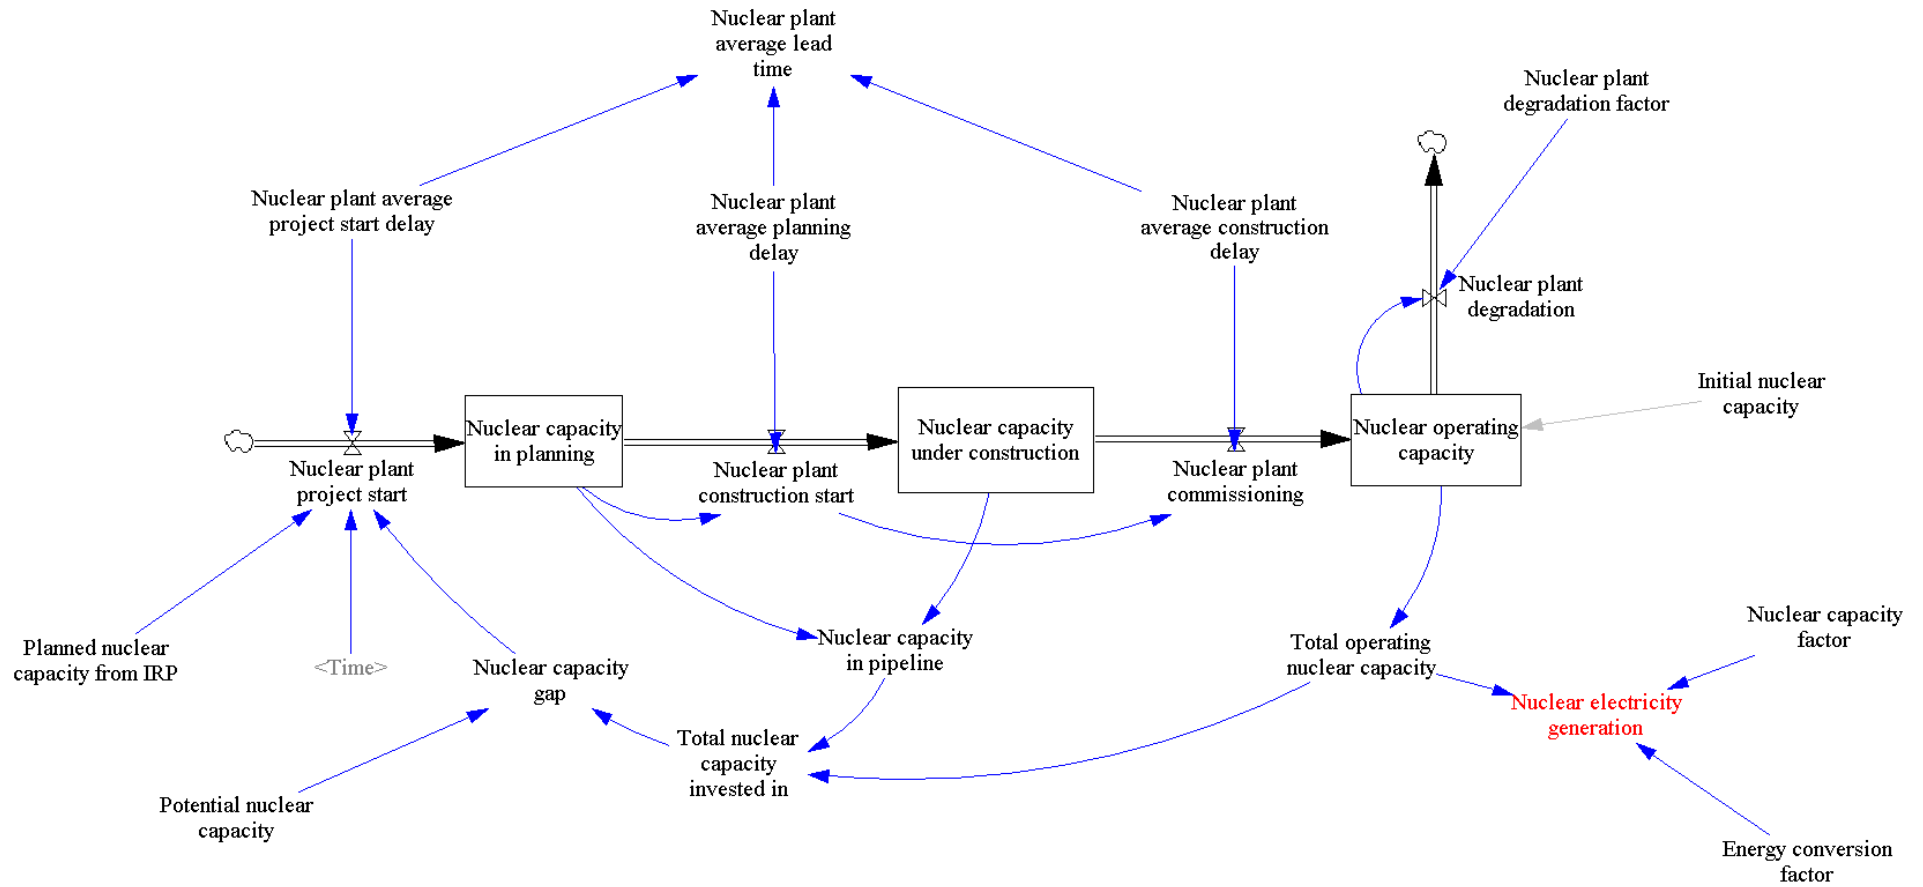 Nuclear plant
average lead
time
Nuclear plant
degradation factor
Nuclear plant average
project start delay
Nuclear plant
average planning
delay
Nuclear plant
average construction
delay
Nuclear plant
degradation
Initial nuclear
capacity
Nuclear capacity
in planning
Nuclear capacity
under construction
Nuclear operating
capacity
Nuclear plant
project start
Nuclear plant
construction start
Nuclear plant
commissioning
Planned nuclear
capacity from IRP
<Time>
Nuclear capacity
gap
Nuclear capacity
in pipeline
Total operating
nuclear capacity
Nuclear capacity
factor
Nuclear electricity
generation
Total nuclear
capacity
invested in
Potential nuclear
capacity
Energy conversion
factor